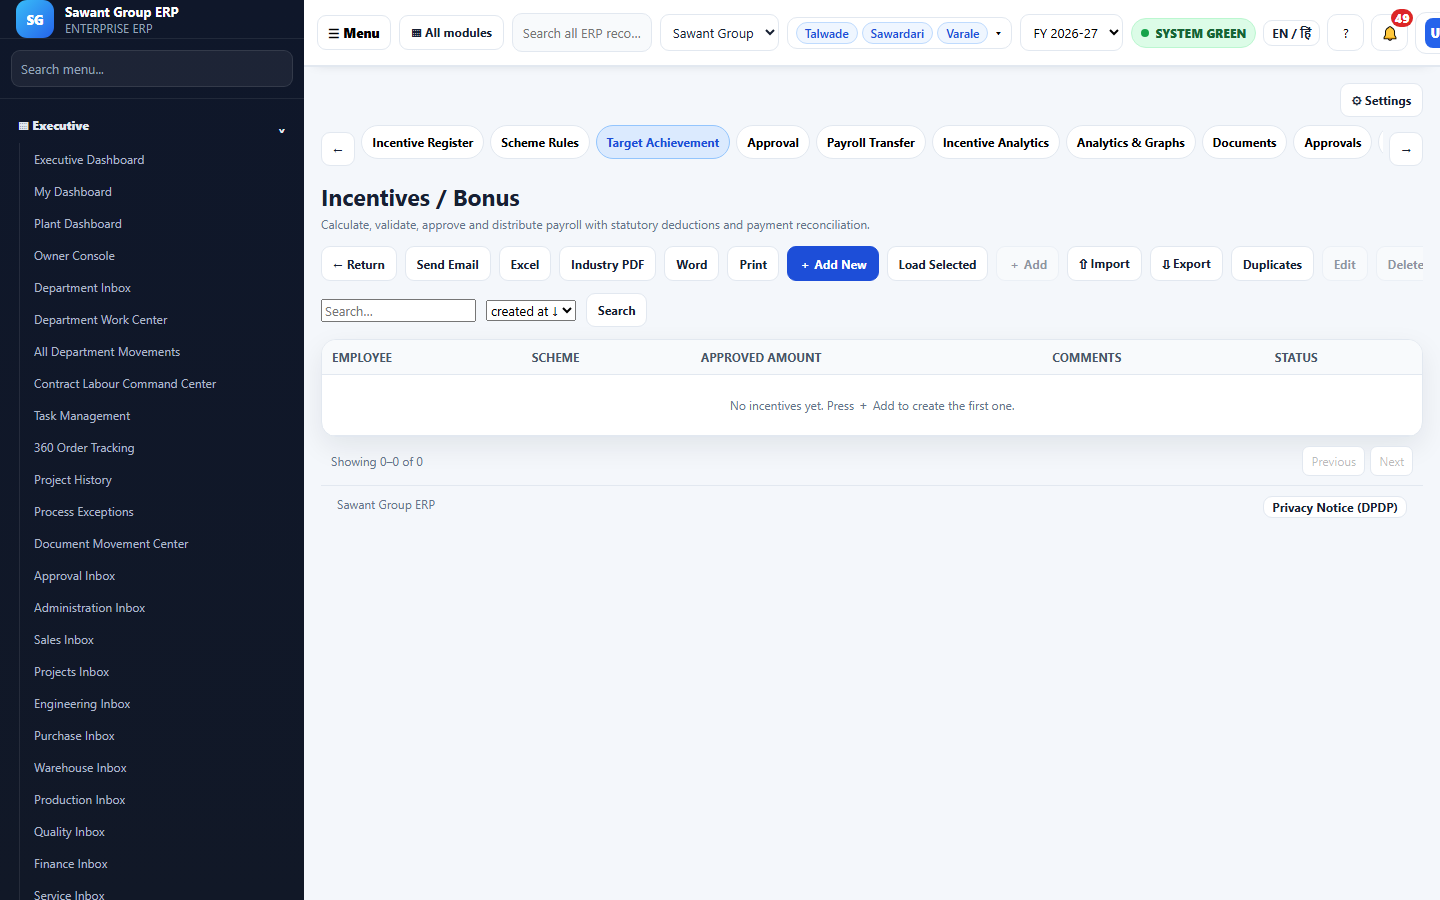 SG
Sawant Group ERP
ENTERPRISE ERP
Search menu...
Executive
Executive Dashboard
My Dashboard
Plant Dashboard
Owner Console
Department Inbox
Department Work Center
All Department Movements
Contract Labour Command Center
Task Management
360 Order Tracking
Project History
Process Exceptions
Document Movement Center
Approval Inbox
Administration Inbox
Sales Inbox
Projects Inbox
Engineering Inbox
Purchase Inbox
Warehouse Inbox
Production Inbox
Quality Inbox
Finance Inbox
Service Inbox
☰ Menu
All modules
Search all ERP reco...
Sawant Group
Talwade
Sawardari
Varale
FY 2026-27
SYSTEM GREEN
EN / हिं
?
49
U
⚙ Settings
←
Incentive Register
Scheme Rules
Target Achievement
Approval
Payroll Transfer
Incentive Analytics
Analytics & Graphs
Documents
Approvals
→
Incentives / Bonus
Calculate, validate, approve and distribute payroll with statutory deductions and payment reconciliation.
← Return
Send Email
Excel
Industry PDF
Word
Print
+ Add New
Load Selected
+ Add
⇧ Import
⇩ Export
Duplicates
Edit
Delete
Search...
created at ↓
Search
EMPLOYEE SCHEME APPROVED AMOUNT COMMENTS STATUS
No incentives yet. Press + Add to create the first one.
Showing 0–0 of 0
Previous
Next
Sawant Group ERP
Privacy Notice (DPDP)